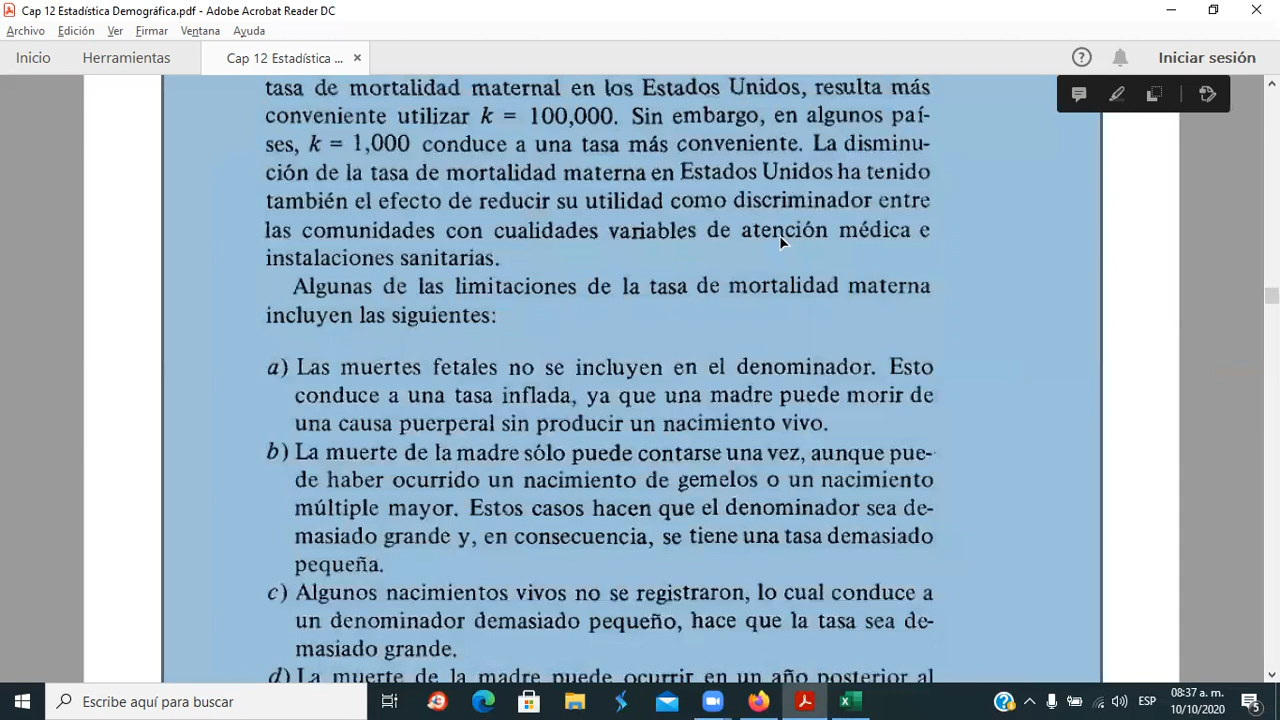 Cap 12 Estadística Demográfica.pdf - Adobe Acrobat Reader DC
Archivo Edición Ver Firmar Ventana Ayuda
Inicio Herramientas Cap 12 Estadística ... Iniciar sesión
tasa de mortalidad maternal en los Estados Unidos, resulta más
conveniente utilizar k = 100,000. Sin embargo, en algunos paí-
ses, k = 1,000 conduce a una tasa más conveniente. La disminu-
ción de la tasa de mortalidad materna en Estados Unidos ha tenido
también el efecto de reducir su utilidad como discriminador entre
las comunidades con cualidades variables de atención médica e
instalaciones sanitarias.
Algunas de las limitaciones de la tasa de mortalidad materna
incluyen las siguientes:
a) Las muertes fetales no se incluyen en el denominador. Esto
conduce a una tasa inflada, ya que una madre puede morir de
una causa puerperal sin producir un nacimiento vivo.
b) La muerte de la madre sólo puede contarse una vez, aunque pue-
de haber ocurrido un nacimiento de gemelos o un nacimiento
múltiple mayor. Estos casos hacen que el denominador sea de-
masiado grande y, en consecuencia, se tiene una tasa demasiado
pequeña.
c) Algunos nacimientos vivos no se registraron, lo cual conduce a
un denominador demasiado pequeño, hace que la tasa sea de-
masiado grande.
d) La muerte de la madre puede ocurrir en un año posterior al
Escribe aquí para buscar
ESP
08:37 a. m.
10/10/2020
5